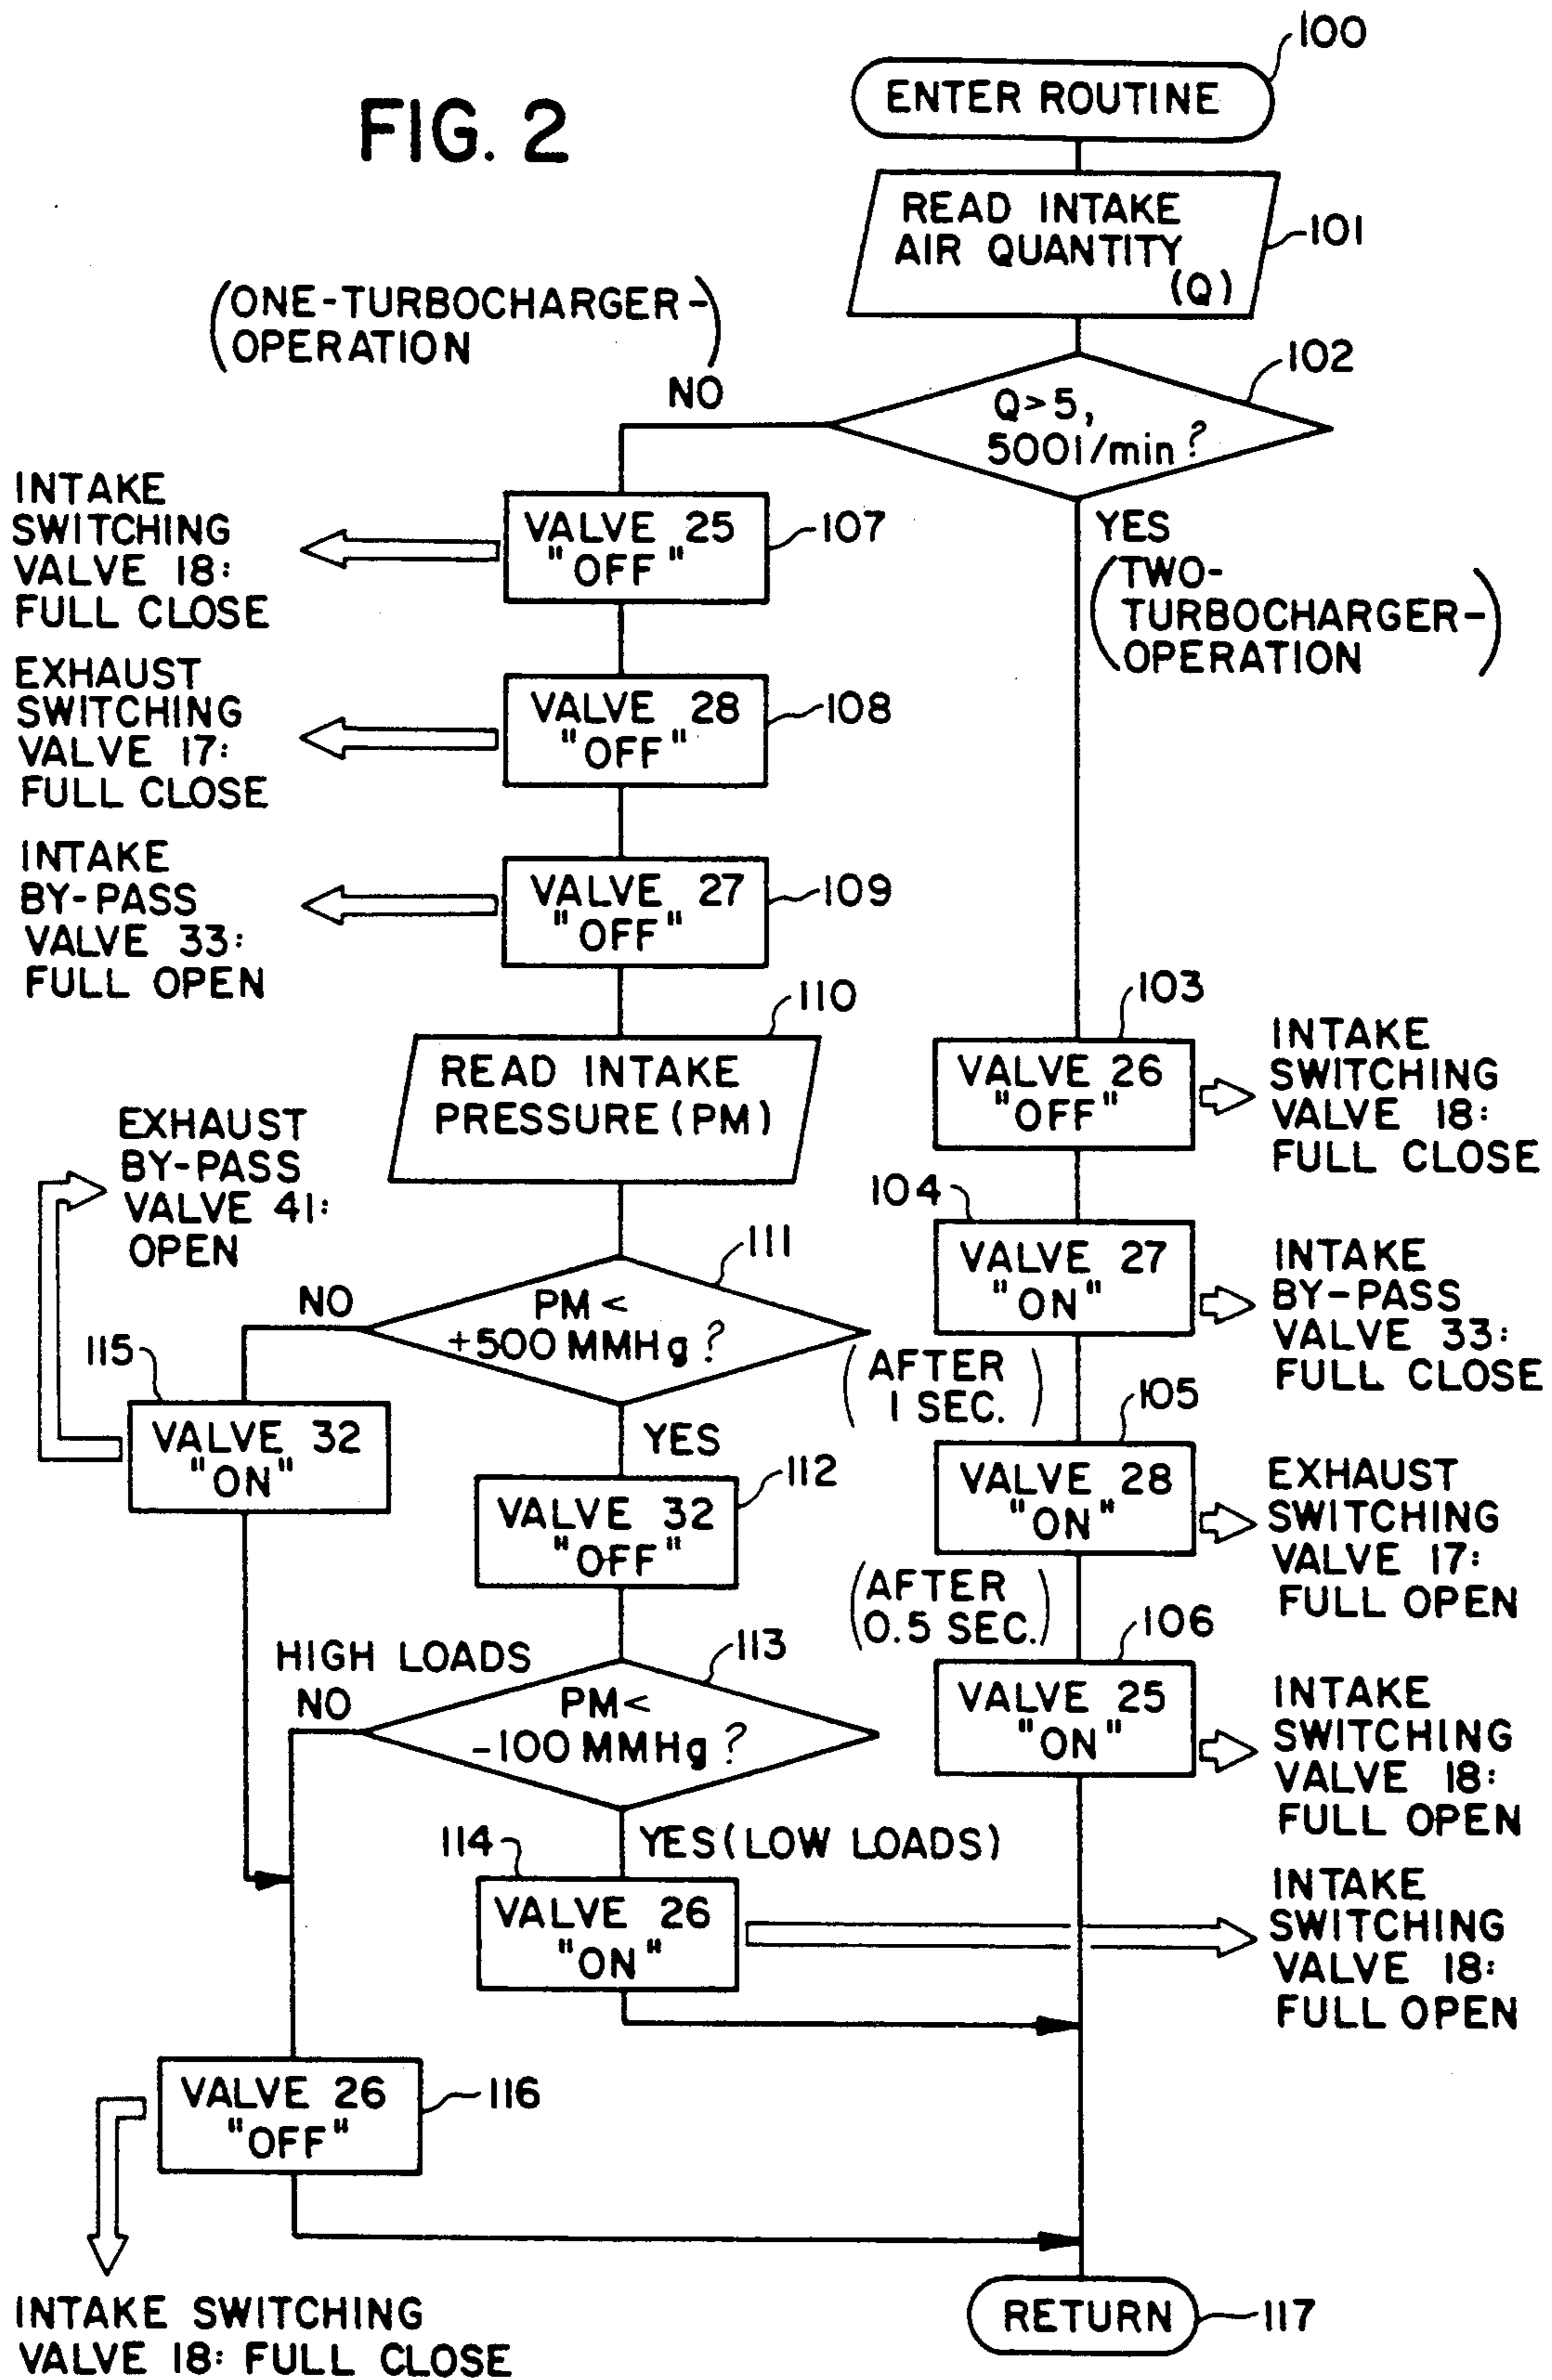 FIG. 2
100
ENTER ROUTINE
READ INTAKE
AIR QUANTITY
(Q)
101
(ONE-TURBOCHARGER-
OPERATION)
102
Q>5,
500l/min?
NO
YES
(TWO-
TURBOCHARGER-
OPERATION)
INTAKE
SWITCHING
VALVE 18:
FULL CLOSE
VALVE 25
"OFF"
107
EXHAUST
SWITCHING
VALVE 17:
FULL CLOSE
VALVE 28
"OFF"
108
INTAKE
BY-PASS
VALVE 33:
FULL OPEN
VALVE 27
"OFF"
109
110
READ INTAKE
PRESSURE (PM)
103
VALVE 26
"OFF"
INTAKE
SWITCHING
VALVE 18:
FULL CLOSE
EXHAUST
BY-PASS
VALVE 41:
OPEN
104
VALVE 27
"ON"
INTAKE
BY-PASS
VALVE 33:
FULL CLOSE
111
PM <
+500 MMHg?
NO
YES
(AFTER
1 SEC.)
115
VALVE 32
"ON"
105
VALVE 28
"ON"
EXHAUST
SWITCHING
VALVE 17:
FULL OPEN
112
VALVE 32
"OFF"
(AFTER
0.5 SEC.)
106
VALVE 25
"ON"
INTAKE
SWITCHING
VALVE 18:
FULL OPEN
HIGH LOADS
NO
113
PM <
-100 MMHg?
YES (LOW LOADS)
114
VALVE 26
"ON"
INTAKE
SWITCHING
VALVE 18:
FULL OPEN
VALVE 26
"OFF"
116
INTAKE SWITCHING
VALVE 18: FULL CLOSE
RETURN
117